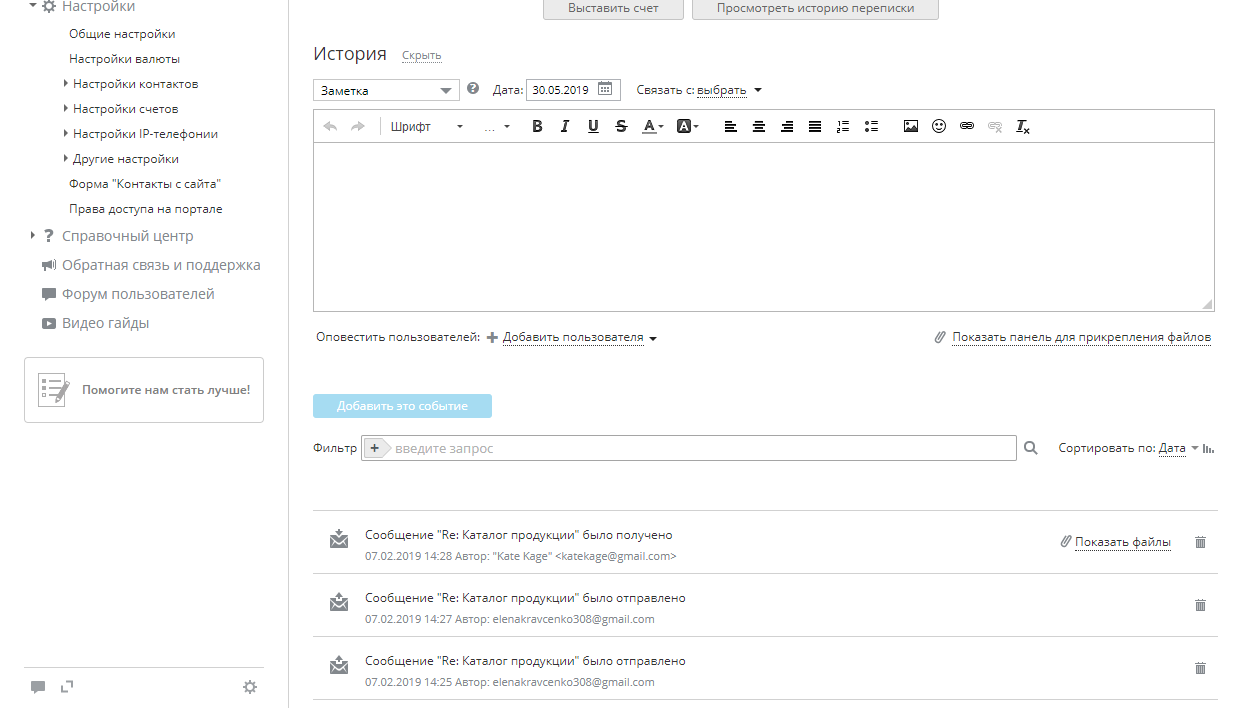 Настройки
Общие настройки
Настройки валюты
Настройки контактов
Настройки счетов
Настройки IP-телефонии
Другие настройки
Форма "Контакты с сайта"
Права доступа на портале
Справочный центр
Обратная связь и поддержка
Форум пользователей
Видео гайды
Помогите нам стать лучше!
Выставить счет Просмотреть историю переписки
История Скрыть
Заметка Дата: 30.05.2019 Связать с: выбрать
Шрифт ... B I U S A A
Оповестить пользователей: Добавить пользователя Показать панель для прикрепления файлов
Добавить это событие
Фильтр + введите запрос Сортировать по: Дата
Сообщение "Re: Каталог продукции" было получено
07.02.2019 14:28 Автор: "Kate Kage" <katekage@gmail.com>
Показать файлы
Сообщение "Re: Каталог продукции" было отправлено
07.02.2019 14:27 Автор: elenakravcenko308@gmail.com
Сообщение "Re: Каталог продукции" было отправлено
07.02.2019 14:25 Автор: elenakravcenko308@gmail.com